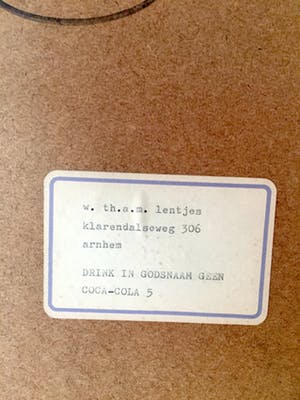 w. th.a.m. lentjes
klarendalseweg 306
arnhem
DRINK IN GODSNAAM GEEN
COCA-COLA 5